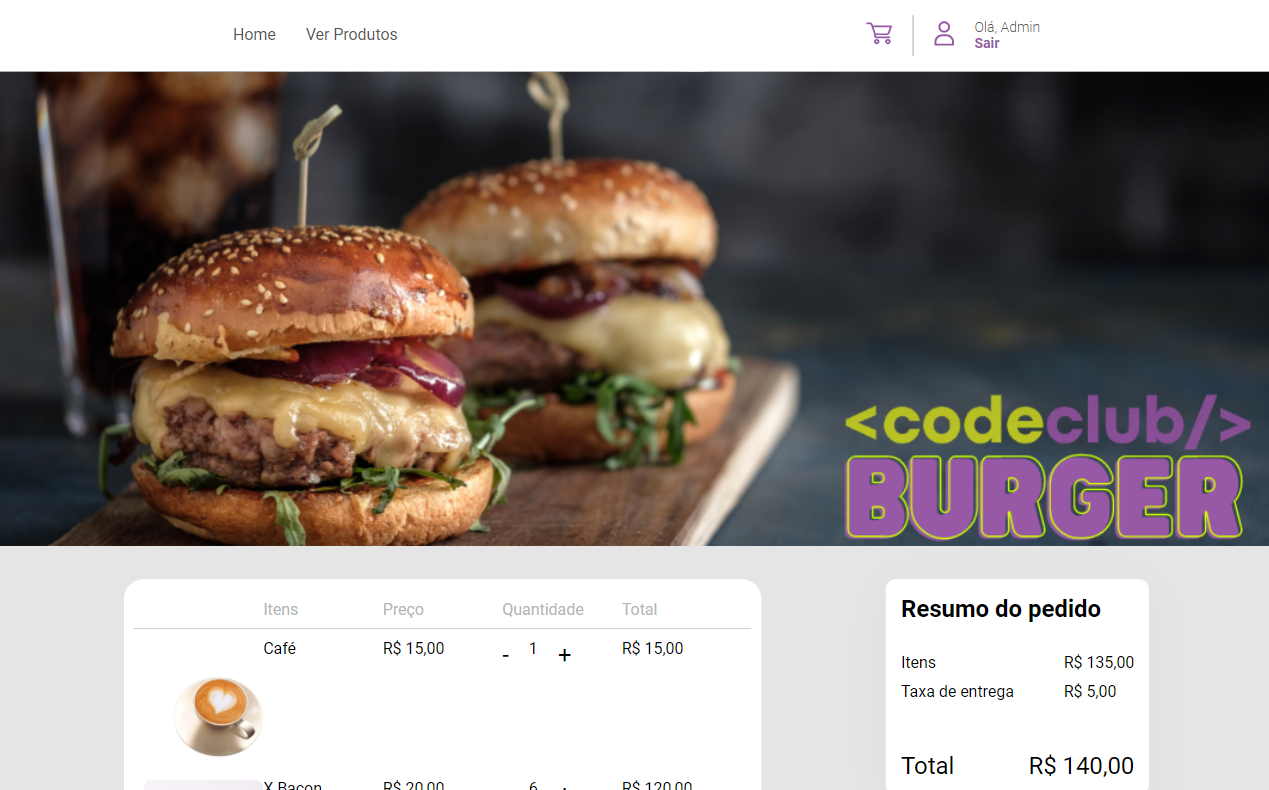 Home Ver Produtos Olá, Admin
Sair
<codeclub/>
BURGER
Itens Preço Quantidade Total
Café R$ 15,00 - 1 + R$ 15,00
X Bacon R$ 20,00 6 + R$ 120,00
Resumo do pedido
Itens R$ 135,00
Taxa de entrega R$ 5,00
Total R$ 140,00